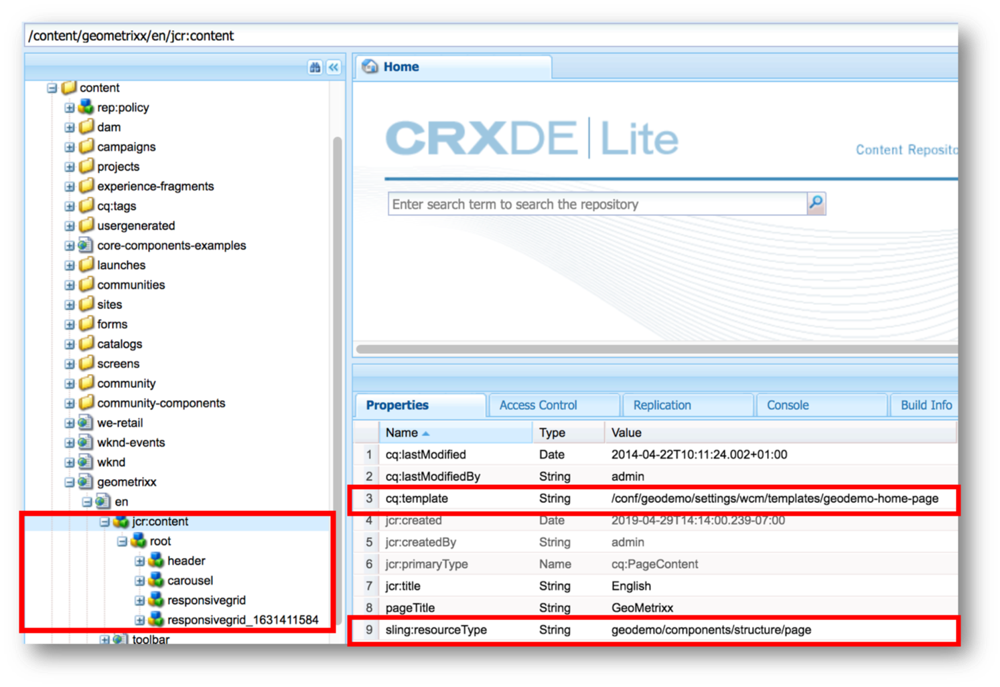 /content/geometrixx/en/jcr:content
content
rep:policy
dam
campaigns
projects
experience-fragments
cq:tags
usergenerated
core-components-examples
launches
communities
sites
forms
catalogs
screens
community
community-components
we-retail
wknd-events
wknd
geometrixx
en
jcr:content
root
header
carousel
responsivegrid
responsivegrid_1631411584
toolbar
Home
CRXDE | Lite
Content Reposito
Enter search term to search the repository
Properties Access Control Replication Console Build Info
Name Type Value
1 cq:lastModified Date 2014-04-22T10:11:24.002+01:00
2 cq:lastModifiedBy String admin
3 cq:template String /conf/geodemo/settings/wcm/templates/geodemo-home-page
4 jcr:created Date 2019-04-29T14:14:00.239-07:00
5 jcr:createdBy String admin
6 jcr:primaryType Name cq:PageContent
7 jcr:title String English
8 pageTitle String GeoMetrixx
9 sling:resourceType String geodemo/components/structure/page